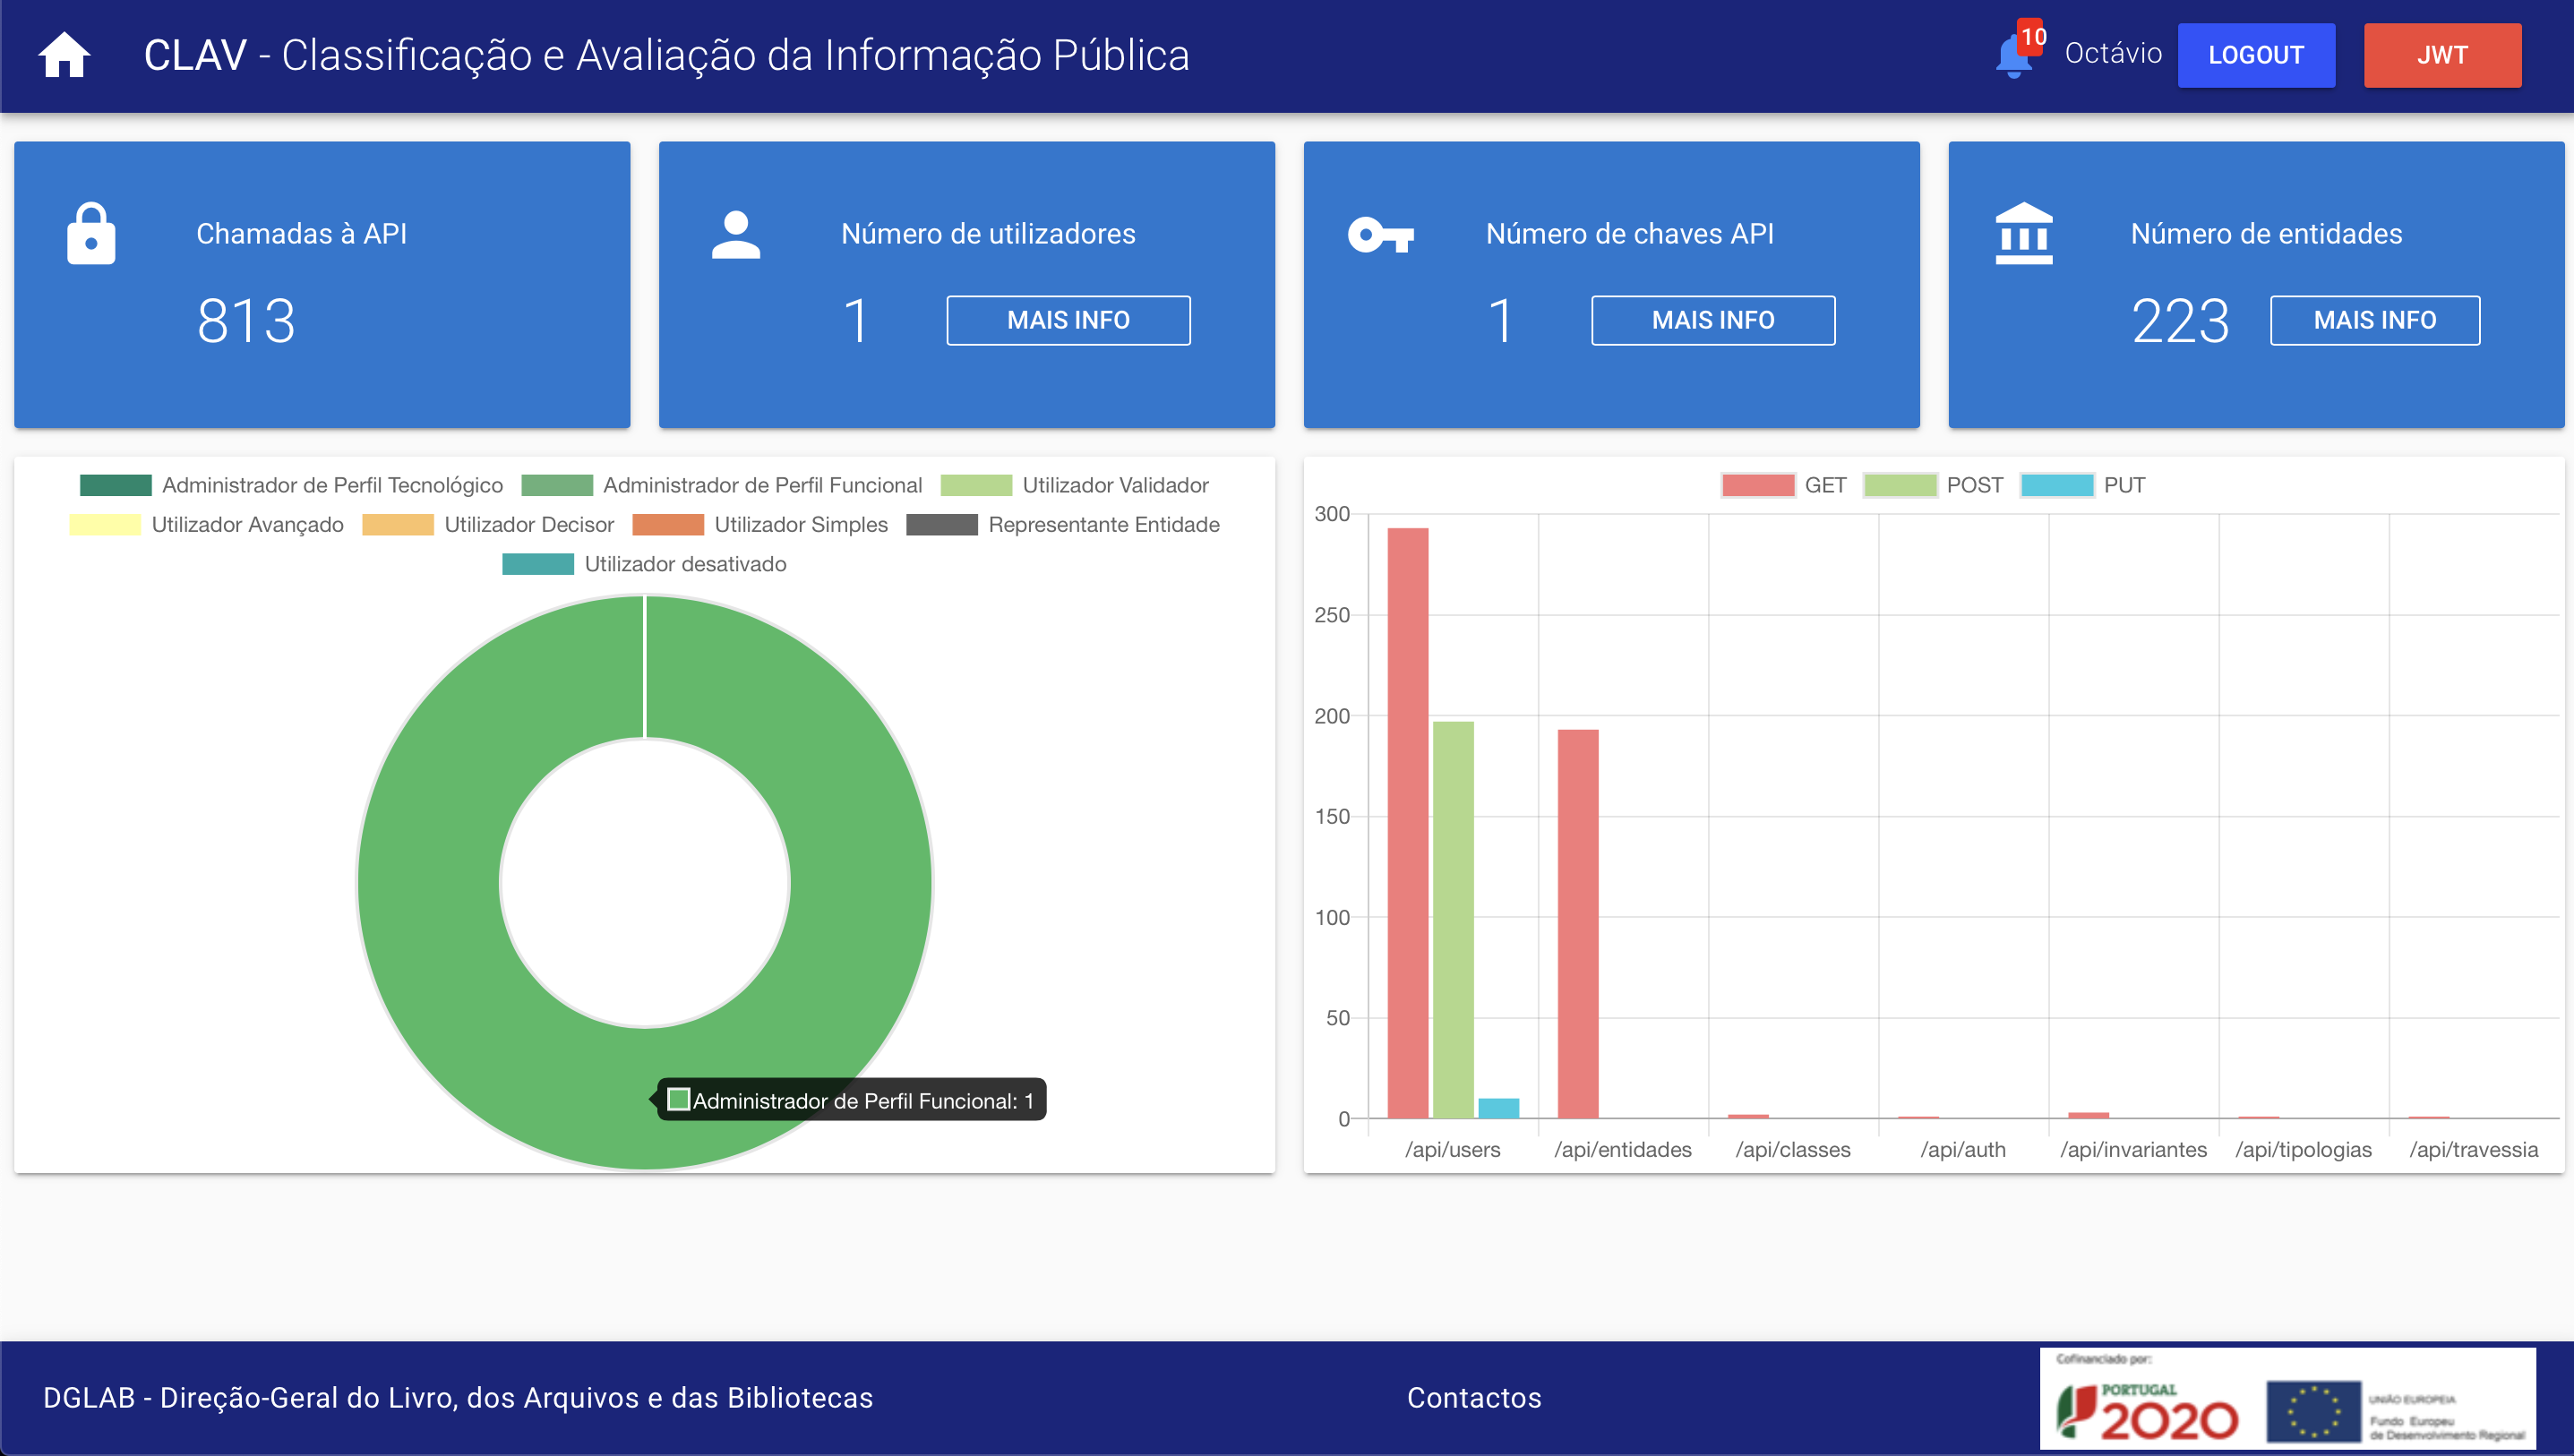 CLAV - Classificação e Avaliação da Informação Pública
10
Octávio
LOGOUT
JWT
Chamadas à API
813
Número de utilizadores
1
MAIS INFO
Número de chaves API
1
MAIS INFO
Número de entidades
223
MAIS INFO
Administrador de Perfil Tecnológico
Administrador de Perfil Funcional
Utilizador Validador
Utilizador Avançado
Utilizador Decisor
Utilizador Simples
Representante Entidade
Utilizador desativado
Administrador de Perfil Funcional: 1
GET
POST
PUT
300
250
200
150
100
50
0
/api/users
/api/entidades
/api/classes
/api/auth
/api/invariantes
/api/tipologias
/api/travessia
DGLAB - Direção-Geral do Livro, dos Arquivos e das Bibliotecas
Contactos
Cofinanciado por:
PORTUGAL
2020
UNIÃO EUROPEIA
Fundo Europeu
de Desenvolvimento Regional